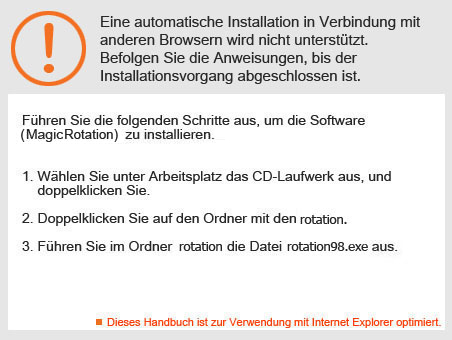 Eine automatische Installation in Verbindung mit
anderen Browsern wird nicht unterstützt.
Befolgen Sie die Anweisungen, bis der
Installationsvorgang abgeschlossen ist.
Führen Sie die folgenden Schritte aus, um die Software
(MagicRotation) zu installieren.
1. Wählen Sie unter Arbeitsplatz das CD-Laufwerk aus, und
doppelklicken Sie.
2. Doppelklicken Sie auf den Ordner mit den rotation.
3. Führen Sie im Ordner rotation die Datei rotation98.exe aus.
Dieses Handbuch ist zur Verwendung mit Internet Explorer optimiert.